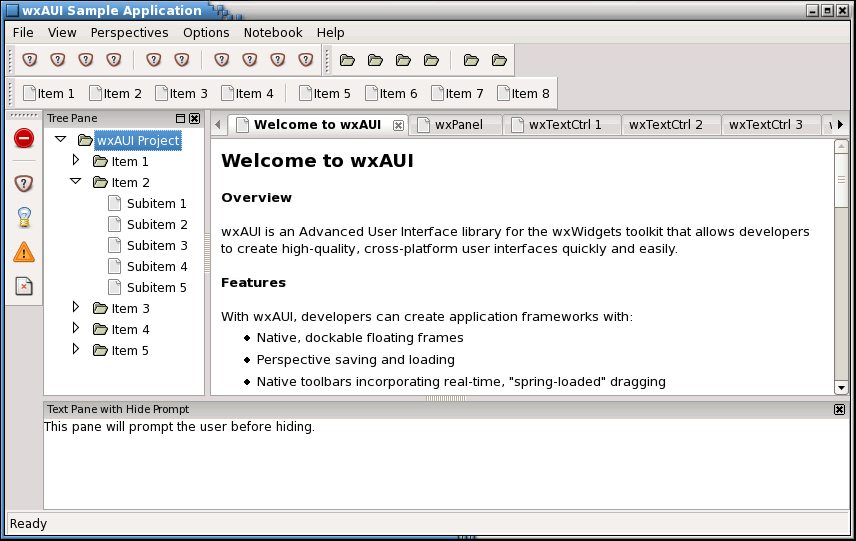 wxAUI Sample Application
File View Perspectives Options Notebook Help
Item 1 Item 2 Item 3 Item 4 Item 5 Item 6 Item 7 Item 8
Tree Pane
wxAUI Project
Item 1
Item 2
Subitem 1
Subitem 2
Subitem 3
Subitem 4
Subitem 5
Item 3
Item 4
Item 5
Welcome to wxAUI wxPanel wxTextCtrl 1 wxTextCtrl 2 wxTextCtrl 3
Welcome to wxAUI
Overview
wxAUI is an Advanced User Interface library for the wxWidgets toolkit that allows developers
to create high-quality, cross-platform user interfaces quickly and easily.
Features
With wxAUI, developers can create application frameworks with:
Native, dockable floating frames
Perspective saving and loading
Native toolbars incorporating real-time, "spring-loaded" dragging
Text Pane with Hide Prompt
This pane will prompt the user before hiding.
Ready